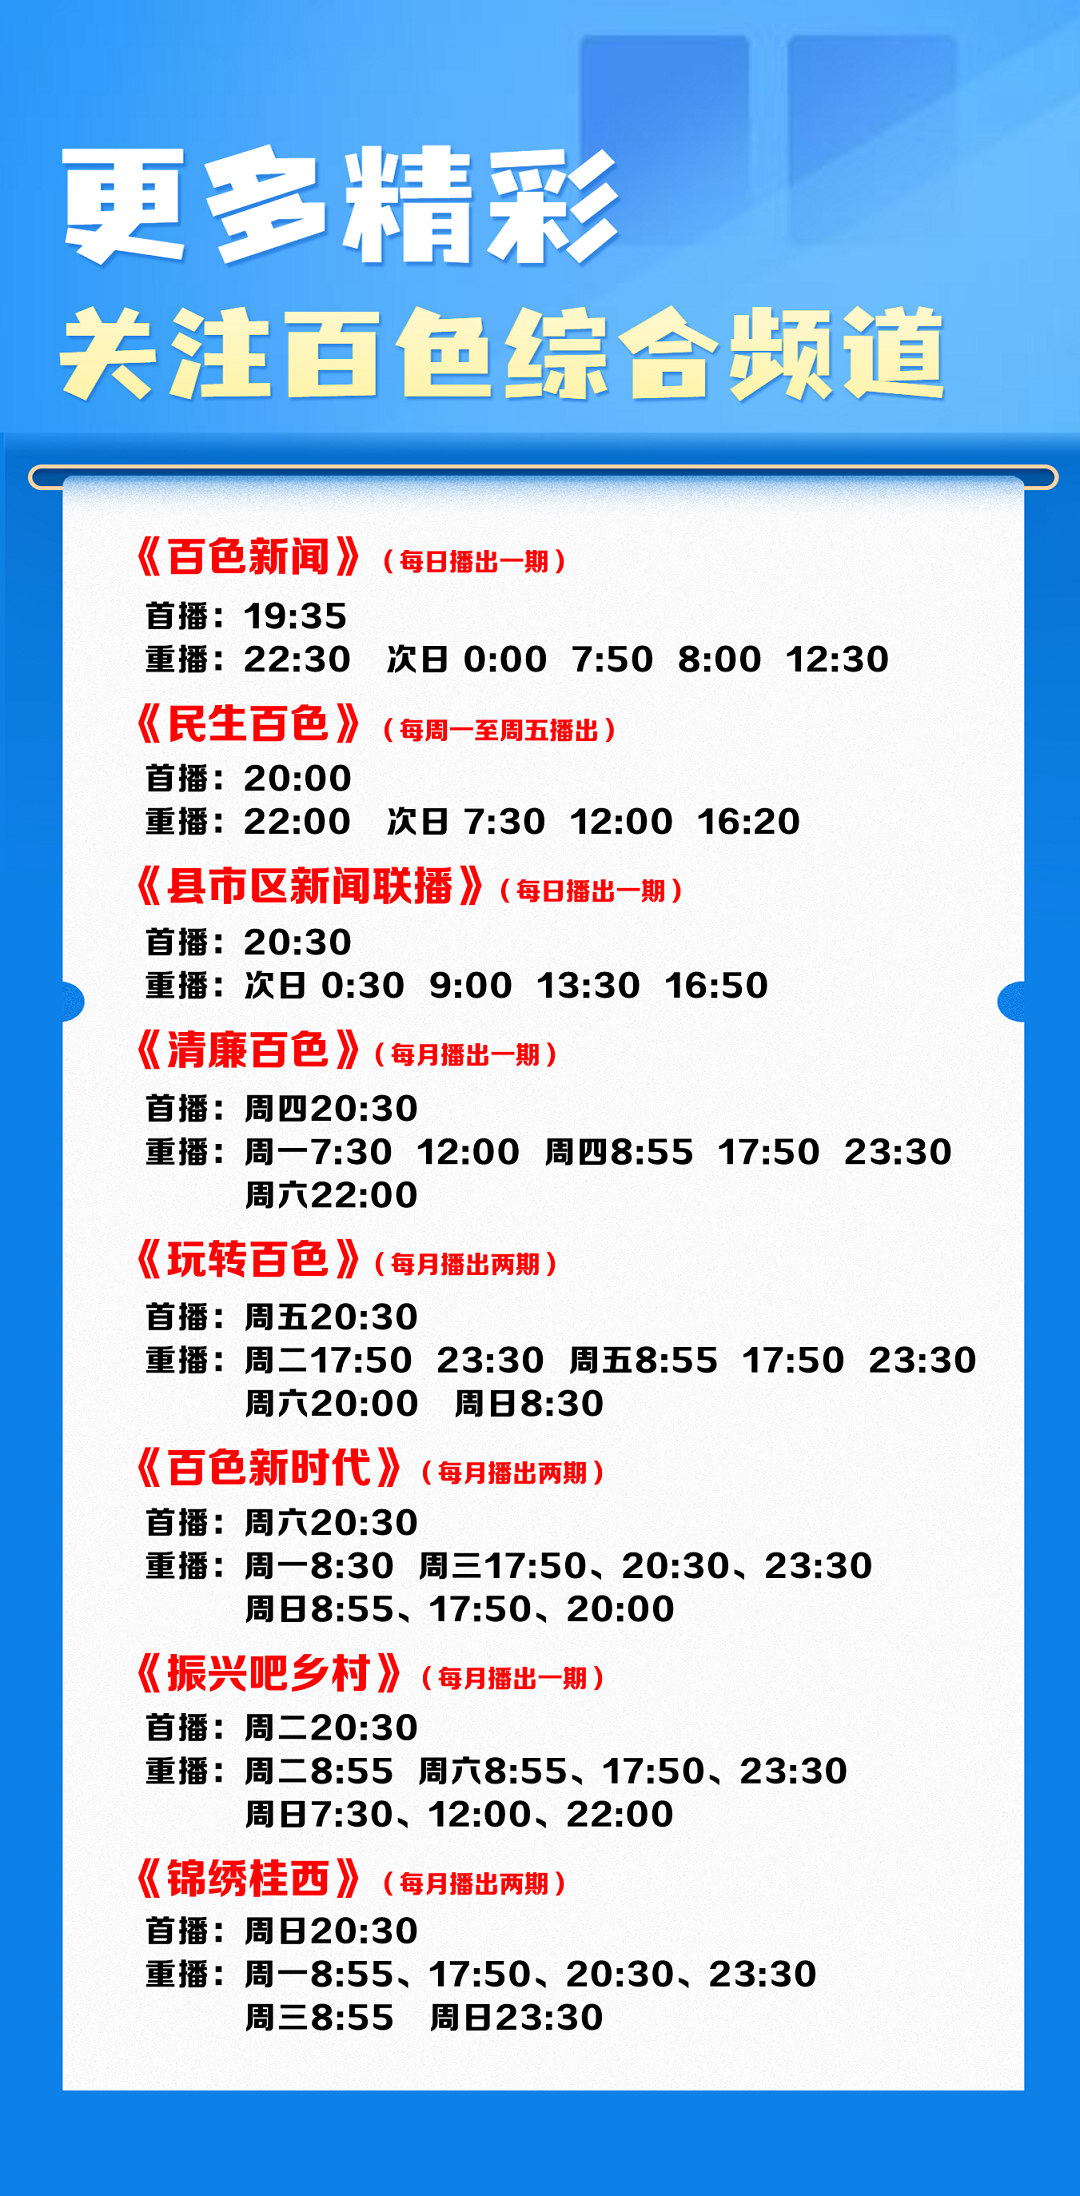 更多精彩
关注百色综合频道
《百色新闻》（每日播出一期）
首播：19:35
重播：22:30 次日 0:00 7:50 8:00 12:30
《民生百色》（每周一至周五播出）
首播：20:00
重播：22:00 次日 7:30 12:00 16:20
《县市区新闻联播》（每日播出一期）
首播：20:30
重播：次日 0:30 9:00 13:30 16:50
《清廉百色》（每月播出一期）
首播：周四20:30
重播：周一7:30 12:00 周四8:55 17:50 23:30
周六22:00
《玩转百色》（每月播出两期）
首播：周五20:30
重播：周二17:50 23:30 周五8:55 17:50 23:30
周六20:00 周日8:30
《百色新时代》（每月播出两期）
首播：周六20:30
重播：周一8:30 周三17:50、20:30、23:30
周日8:55、17:50、20:00
《振兴吧乡村》（每月播出一期）
首播：周二20:30
重播：周二8:55 周六8:55、17:50、23:30
周日7:30、12:00、22:00
《锦绣桂西》（每月播出两期）
首播：周日20:30
重播：周一8:55、17:50、20:30、23:30
周三8:55 周日23:30